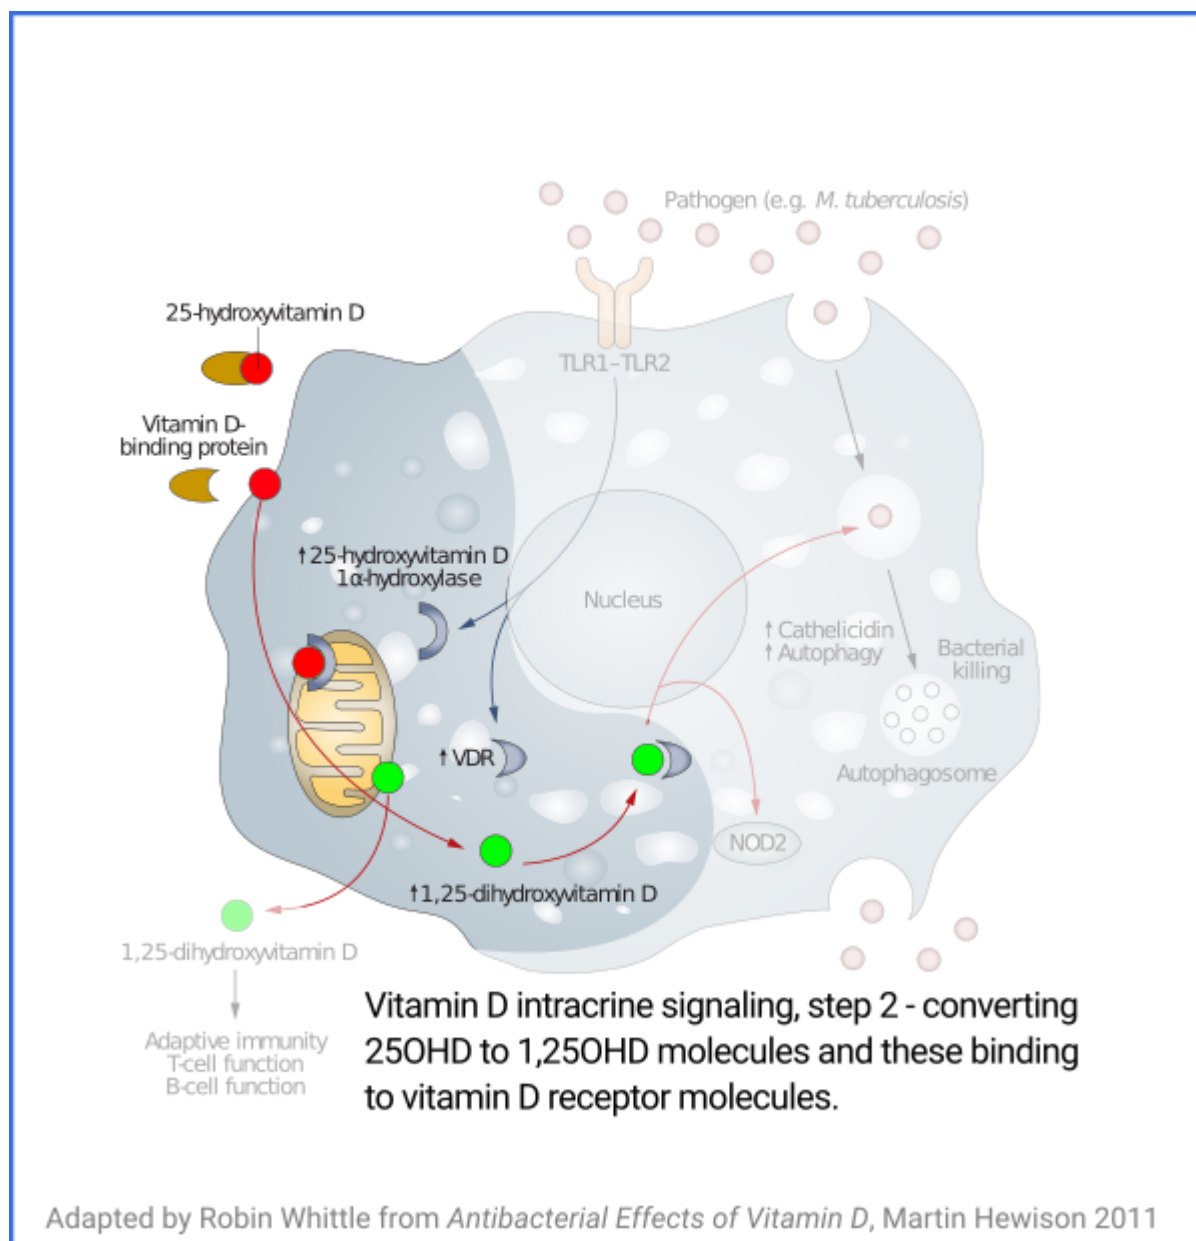 Pathogen (e.g. M. tuberculosis)
25-hydroxyvitamin D
TLR1–TLR2
Vitamin D-
binding protein
↑25-hydroxyvitamin D
1α-hydroxylase
Nucleus
↑ Cathelicidin
↑ Autophagy
Bacterial
killing
↑ VDR
Autophagosome
NOD2
↑1,25-dihydroxyvitamin D
1,25-dihydroxyvitamin D
Adaptive immunity
T-cell function
B-cell function
Vitamin D intracrine signaling, step 2 - converting
25OHD to 1,25OHD molecules and these binding
to vitamin D receptor molecules.
Adapted by Robin Whittle from Antibacterial Effects of Vitamin D, Martin Hewison 2011